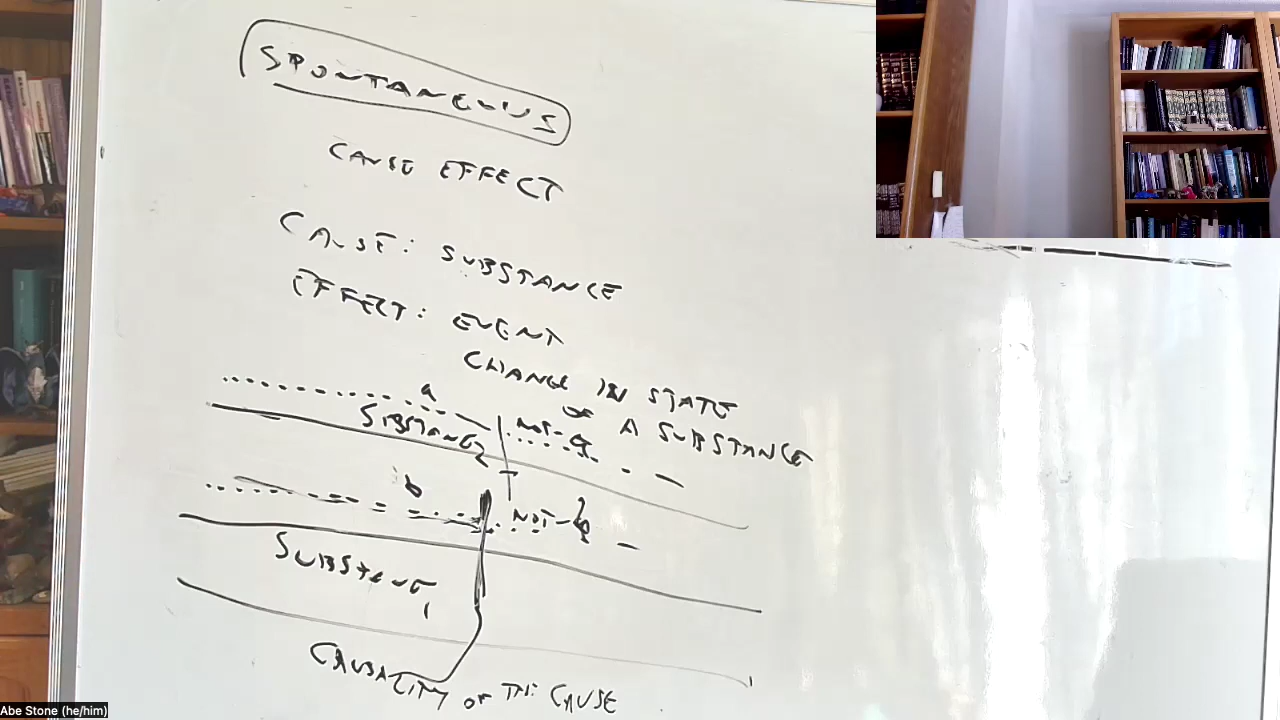 SPONTANEOUS
CAUSE EFFECT
CAUSE: SUBSTANCE
EFFECT: EVENT
CHANGE IN STATE
OF A SUBSTANCE
a
NOT-a
SUBSTANCE2
T
b
NOT-b
SUBSTANCE1
CAUSALITY OF THE CAUSE
Abe Stone (he/him)